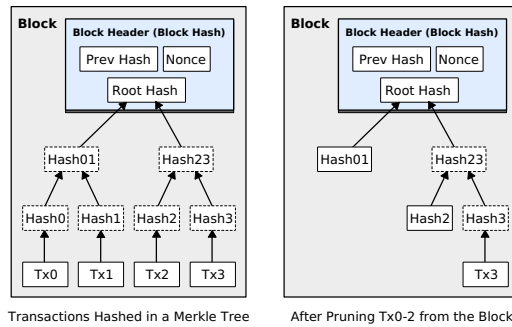 Block
Block Header (Block Hash)
Prev Hash
Nonce
Root Hash
Hash01
Hash23
Hash0
Hash1
Hash2
Hash3
Tx0
Tx1
Tx2
Tx3
Transactions Hashed in a Merkle Tree
Block
Block Header (Block Hash)
Prev Hash
Nonce
Root Hash
Hash01
Hash23
Hash2
Hash3
Tx3
After Pruning Tx0-2 from the Block